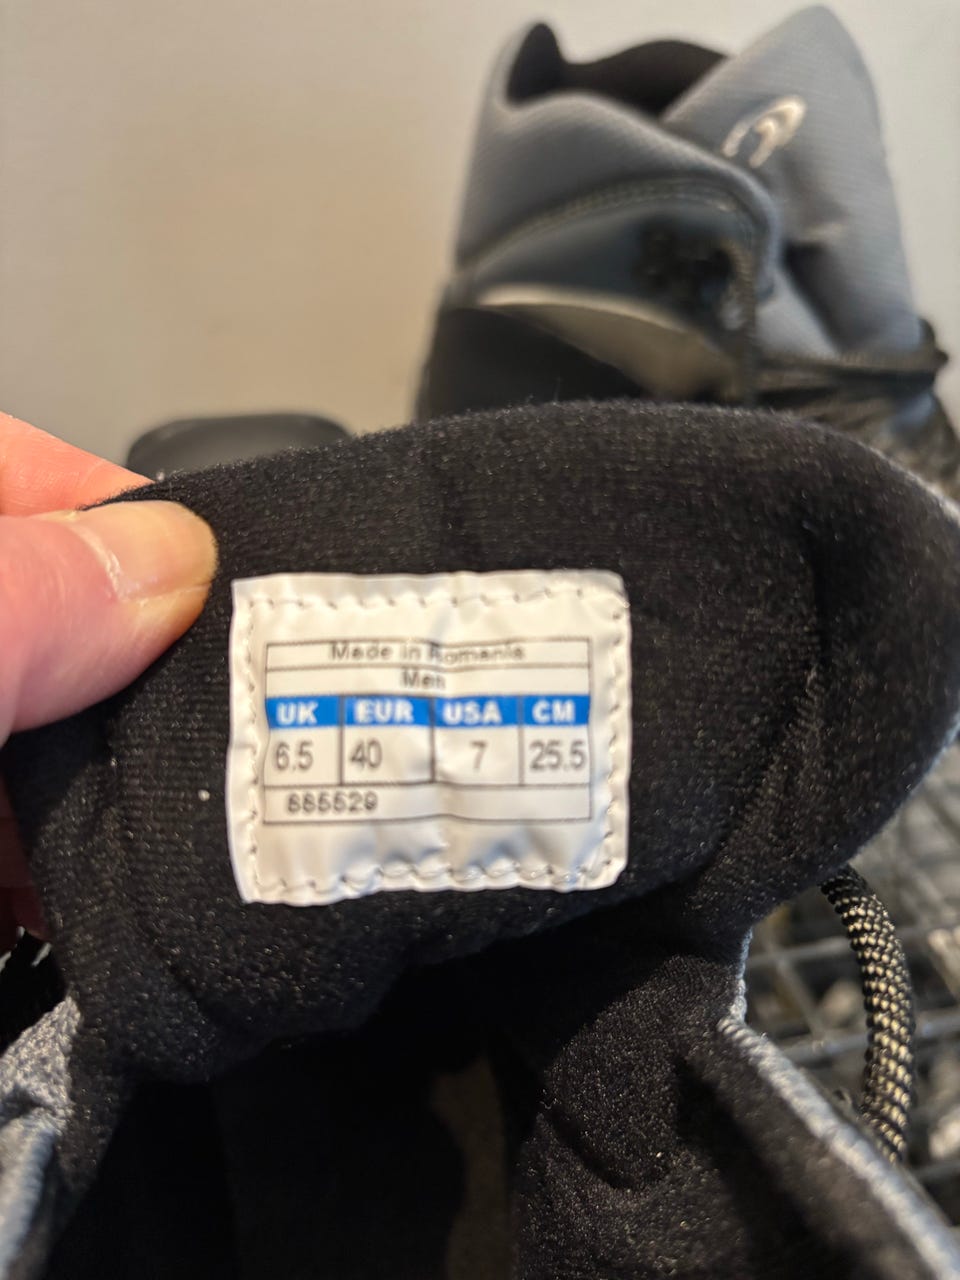 Made in Romania
Men
UK EUR USA CM
6.5 40 7 25.5
885529